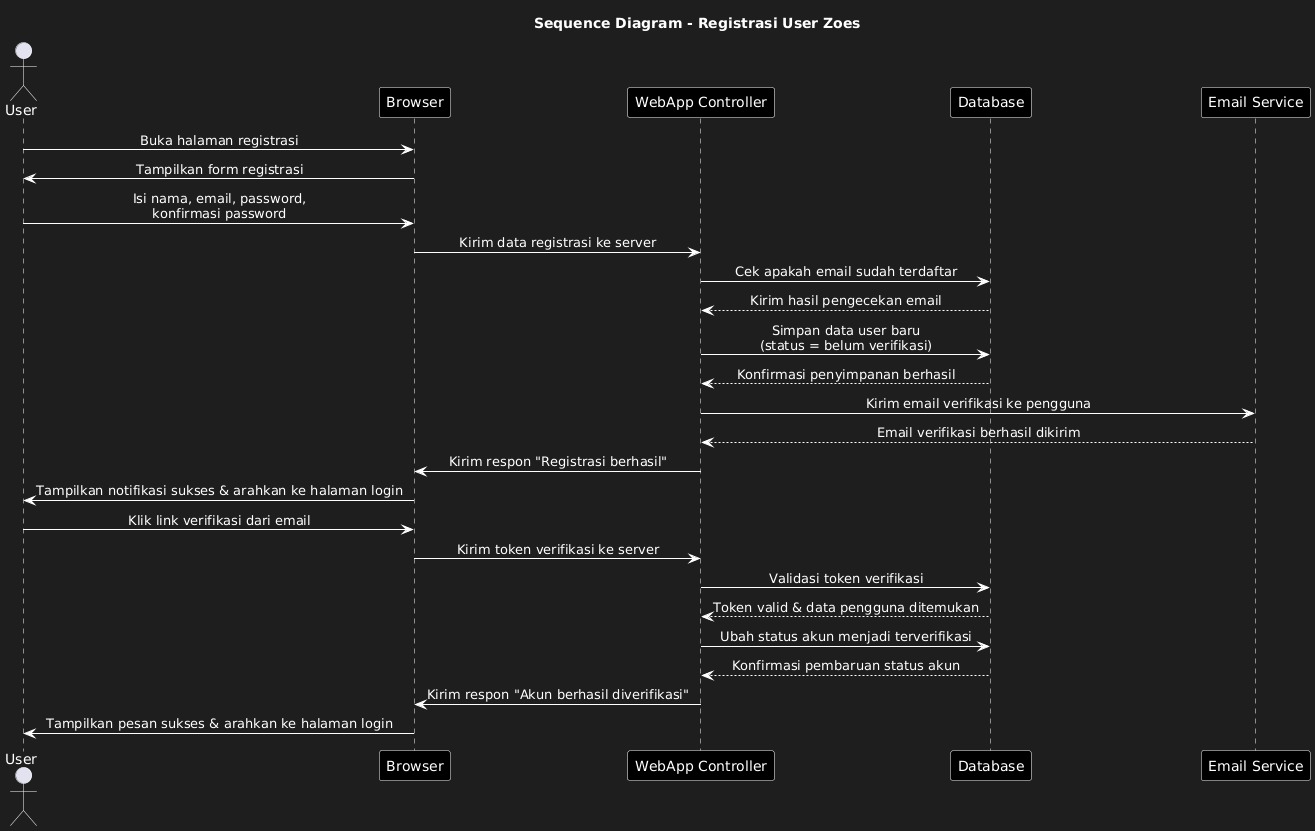 Sequence Diagram - Registrasi User Zoes
User
Browser
WebApp Controller
Database
Email Service
Buka halaman registrasi
Tampilkan form registrasi
Isi nama, email, password,
konfirmasi password
Kirim data registrasi ke server
Cek apakah email sudah terdaftar
Kirim hasil pengecekan email
Simpan data user baru
(status = belum verifikasi)
Konfirmasi penyimpanan berhasil
Kirim email verifikasi ke pengguna
Email verifikasi berhasil dikirim
Kirim respon "Registrasi berhasil"
Tampilkan notifikasi sukses & arahkan ke halaman login
Klik link verifikasi dari email
Kirim token verifikasi ke server
Validasi token verifikasi
Token valid & data pengguna ditemukan
Ubah status akun menjadi terverifikasi
Konfirmasi pembaruan status akun
Kirim respon "Akun berhasil diverifikasi"
Tampilkan pesan sukses & arahkan ke halaman login
User
Browser
WebApp Controller
Database
Email Service